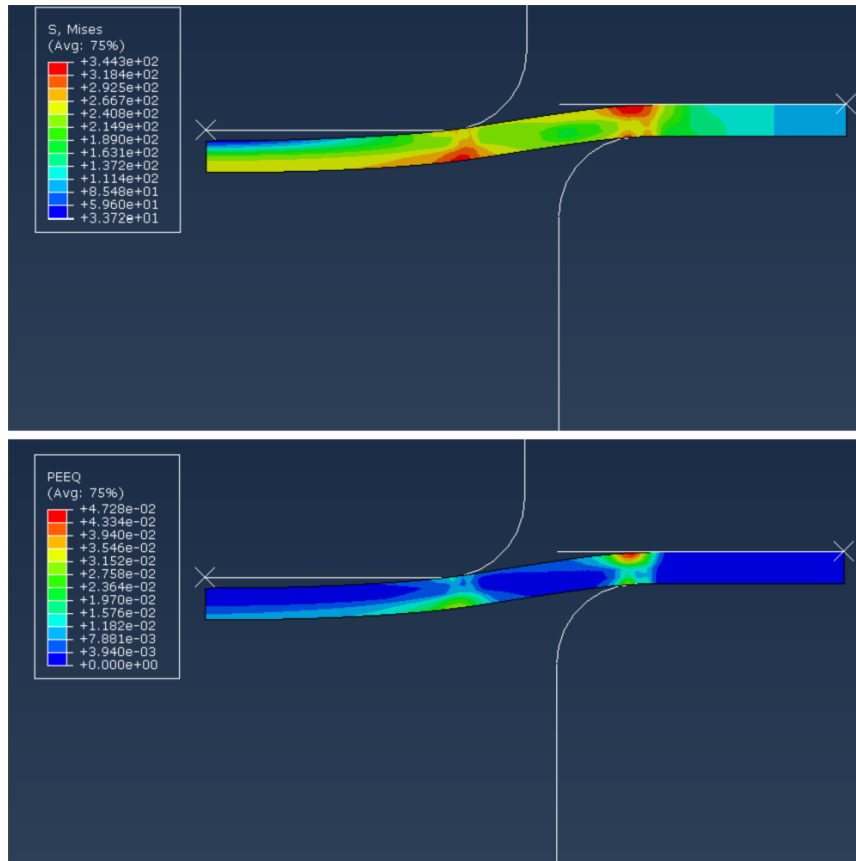 S, Mises
(Avg: 75%)
+3.443e+02
+3.184e+02
+2.925e+02
+2.667e+02
+2.408e+02
+2.149e+02
+1.890e+02
+1.631e+02
+1.372e+02
+1.114e+02
+8.548e+01
+5.960e+01
+3.372e+01
PEEQ
(Avg: 75%)
+4.728e-02
+4.334e-02
+3.940e-02
+3.546e-02
+3.152e-02
+2.758e-02
+2.364e-02
+1.970e-02
+1.576e-02
+1.182e-02
+7.881e-03
+3.940e-03
+0.000e+00